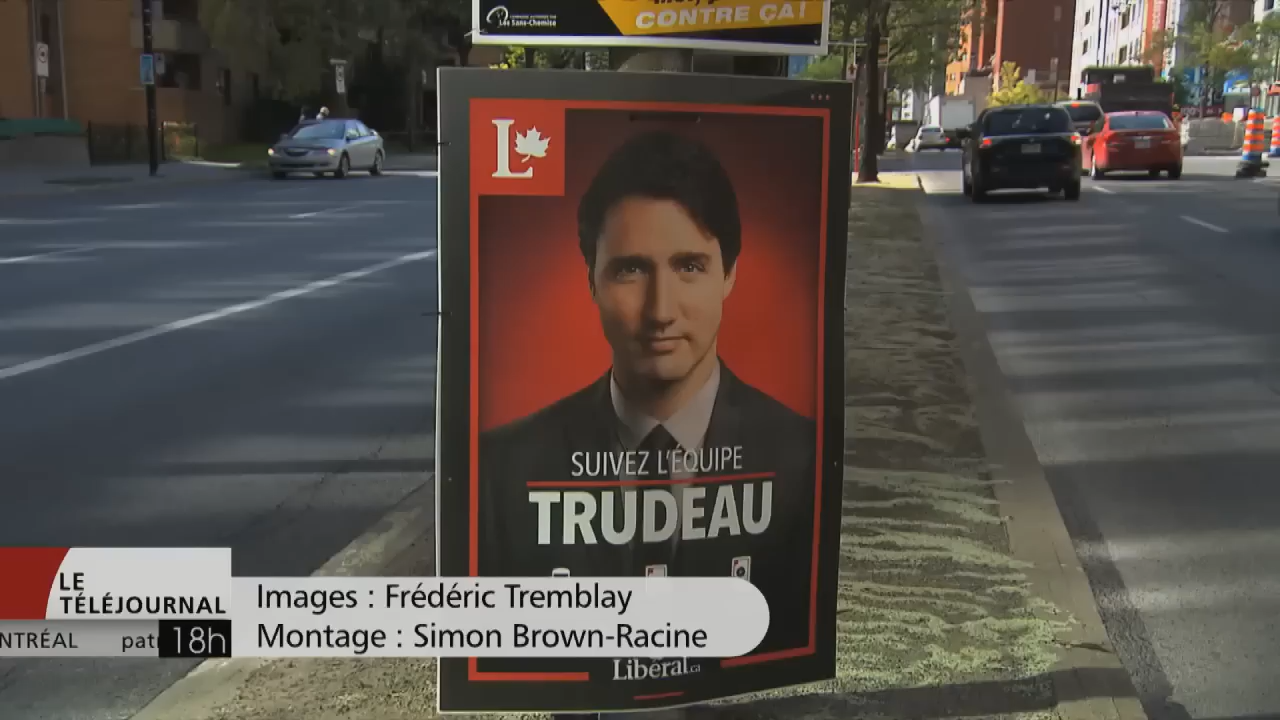 Les Sans-Chemise
CONTRE ÇA!
L
SUIVEZ L'ÉQUIPE
TRUDEAU
LE
TÉLÉJOURNAL
NTRÉAL
18h
Images : Frédéric Tremblay
Montage : Simon Brown-Racine
Libéral.ca